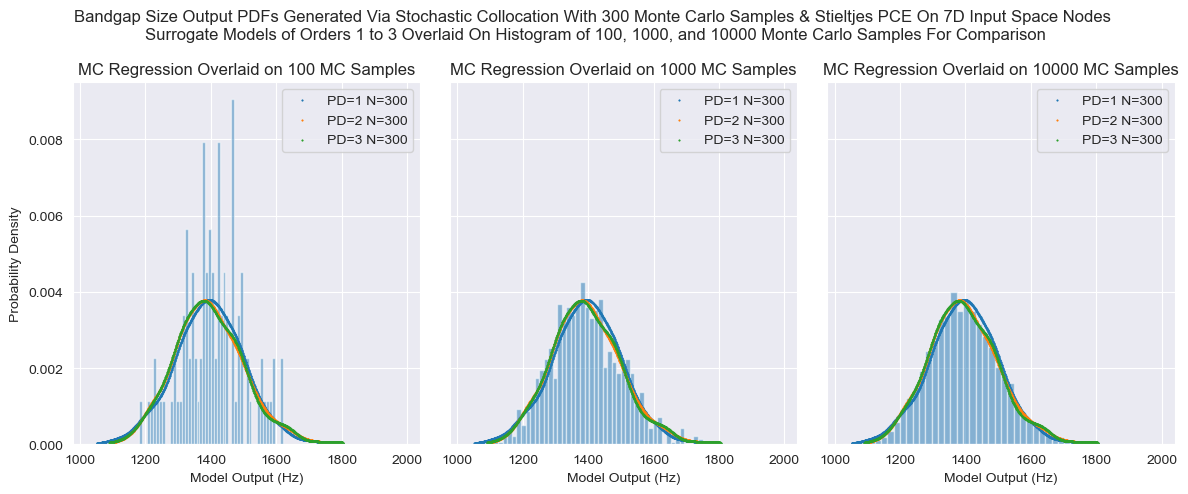 Bandgap Size Output PDFs Generated Via Stochastic Collocation With 300 Monte Carlo Samples & Stieltjes PCE On 7D Input Space Nodes
Surrogate Models of Orders 1 to 3 Overlaid On Histogram of 100, 1000, and 10000 Monte Carlo Samples For Comparison
MC Regression Overlaid on 100 MC Samples
PD=1 N=300
PD=2 N=300
PD=3 N=300
0.008
0.006
0.004
0.002
0.000
Probability Density
1000 1200 1400 1600 1800 2000
Model Output (Hz)
MC Regression Overlaid on 1000 MC Samples
PD=1 N=300
PD=2 N=300
PD=3 N=300
1000 1200 1400 1600 1800 2000
Model Output (Hz)
MC Regression Overlaid on 10000 MC Samples
PD=1 N=300
PD=2 N=300
PD=3 N=300
1000 1200 1400 1600 1800 2000
Model Output (Hz)